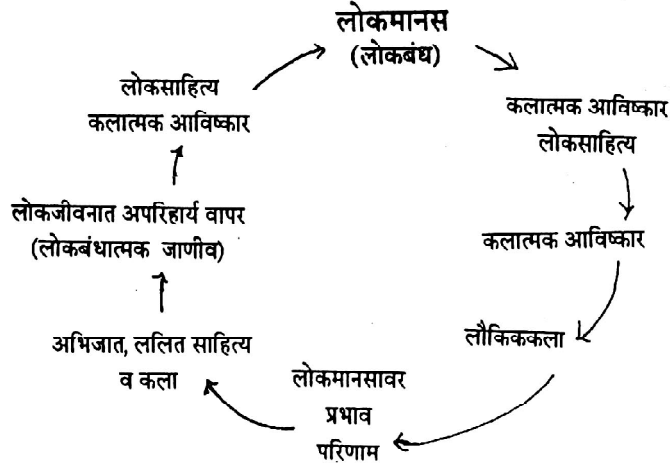 लोकमानस
(लोकबंध)
कलात्मक आविष्कार
लोकसाहित्य
कलात्मक आविष्कार
लौकिककला
लोकमानसावर
प्रभाव
परिणाम
अभिजात, ललित साहित्य
व कला
लोकजीवनात अपरिहार्य वापर
(लोकबंधात्मक जाणीव)
लोकसाहित्य
कलात्मक आविष्कार